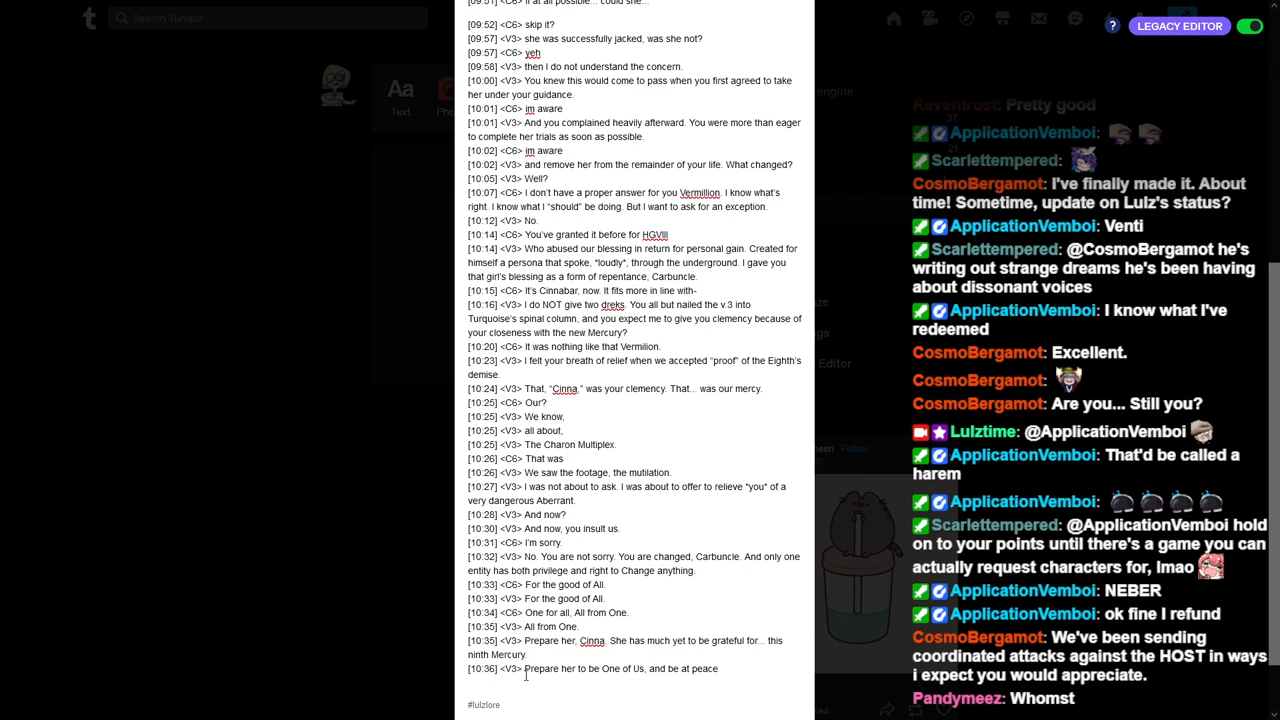 [09:51] <C6> If at all possible... could she...
[09:52] <C6> skip it?
[09:57] <V3> she was successfully jacked, was she not?
[09:57] <C6> yeh
[09:58] <V3> then I do not understand the concern.
[10:00] <V3> You knew this would come to pass when you first agreed to take
her under your guidance.
[10:01] <C6> im aware
[10:01] <V3> And you complained heavily afterward. You were more than eager
to complete her trials as soon as possible.
[10:02] <C6> im aware
[10:02] <V3> and remove her from the remainder of your life. What changed?
[10:05] <V3> Well?
[10:07] <C6> I don't have a proper answer for you Vermillion. I know what's
right. I know what I “should” be doing. But I want to ask for an exception.
[10:12] <V3> No.
[10:14] <C6> You've granted it before for HGVIII
[10:14] <V3> Who abused our blessing in return for personal gain. Created for
himself a persona that spoke, *loudly*, through the underground. I gave you
that girl's blessing as a form of repentance, Carbuncle.
[10:15] <C6> It's Cinnabar, now. It fits more in line with-
[10:16] <V3> I do NOT give two dreks. You all but nailed the v.3 into
Turquoise's spinal column, and you expect me to give you clemency because of
your closeness with the new Mercury?
[10:20] <C6> It was nothing like that Vermilion.
[10:23] <V3> I felt your breath of relief when we accepted “proof” of the Eighth's
demise.
[10:24] <V3> That, “Cinna,” was your clemency. That... was our mercy.
[10:25] <C6> Our?
[10:25] <V3> We know,
[10:25] <V3> all about,
[10:25] <V3> The Charon Multiplex.
[10:26] <C6> That was
[10:26] <V3> We saw the footage, the mutilation.
[10:27] <V3> I was not about to ask. I was about to offer to relieve *you* of a
very dangerous Aberrant.
[10:28] <V3> And now?
[10:30] <V3> And now, you insult us.
[10:31] <C6> I'm sorry.
[10:32] <V3> No. You are not sorry. You are changed, Carbuncle. And only one
entity has both privilege and right to Change anything.
[10:33] <C6> For the good of All.
[10:33] <V3> For the good of All.
[10:34] <C6> One for all, All from One.
[10:35] <V3> All from One.
[10:35] <V3> Prepare her, Cinna. She has much yet to be grateful for... this
ninth Mercury.
[10:36] <V3> Prepare her to be One of Us, and be at peace
#lulzlore
t
Search Tumblr
Aa
Text
?
LEGACY EDITOR
engine
37
21
Editor
Follow
Reventrost: Pretty good
ApplicationVemboi:
Scarlettempered:
CosmoBergamot: I've finally made it. About
time! Sometime, update on Lulz's status?
ApplicationVemboi: Venti
Scarlettempered: @CosmoBergamot he's
writing out strange dreams he's been having
about dissonant voices
ApplicationVemboi: I know what I've
redeemed
CosmoBergamot: Excellent.
CosmoBergamot:
CosmoBergamot: Are you... Still you?
Lulztime: @ApplicationVemboi
ApplicationVemboi: That'd be called a
harem
ApplicationVemboi:
Scarlettempered: @ApplicationVemboi hold
on to your points until there's a game you can
actually request characters for, lmao
ApplicationVemboi: NEBER
ApplicationVemboi: ok fine I refund
CosmoBergamot: We've been sending
coordinated attacks against the HOST in ways
i expect you would appreciate.
Pandymeez: Whomst